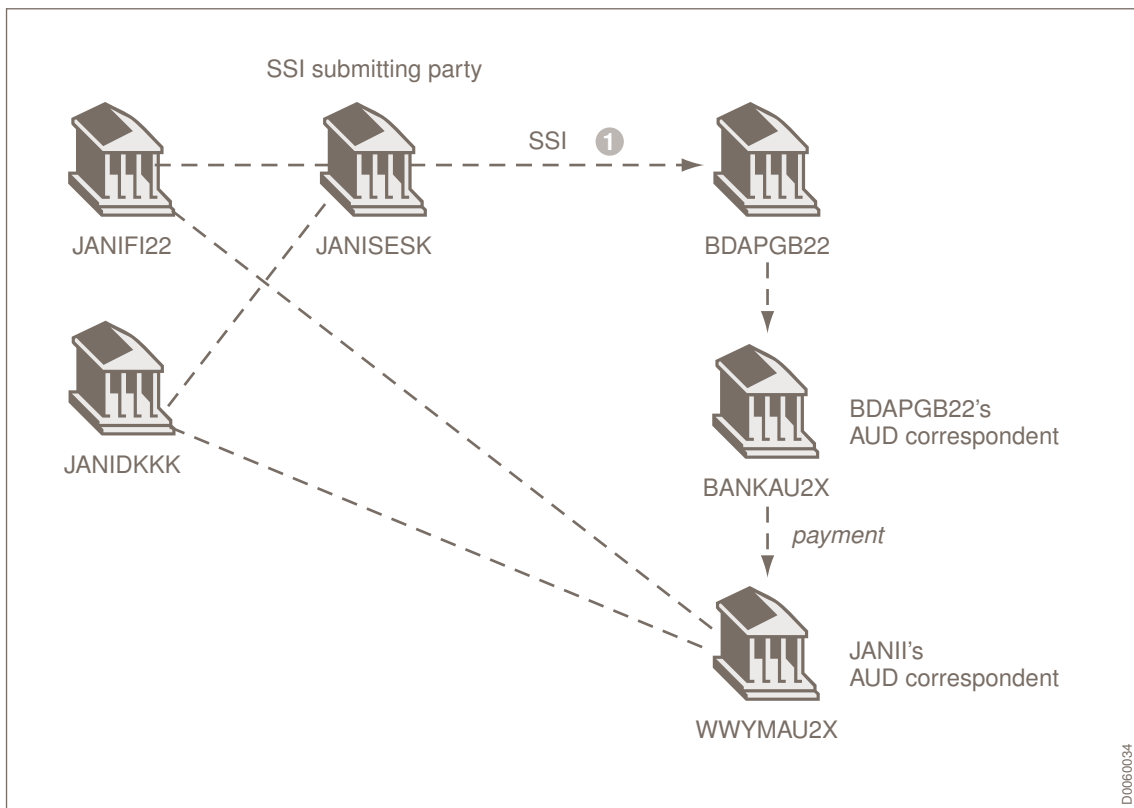 SSI submitting party
SSI 1
JANIFI22
JANISESK
BDAPGB22
JANIDKKK
BDAPGB22's
AUD correspondent
BANKAU2X
payment
JANII's
AUD correspondent
WWYMAU2X
D0060034